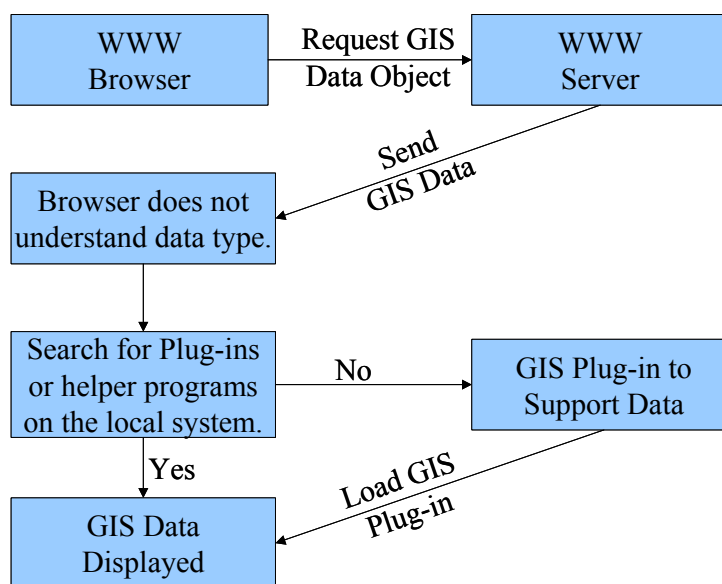 WWW
Browser
Request GIS
Data Object
WWW
Server
Send
GIS Data
Browser does not
understand data type.
Search for Plug-ins
or helper programs
on the local system.
No
GIS Plug-in to
Support Data
Yes
Load GIS
Plug-in
GIS Data
Displayed